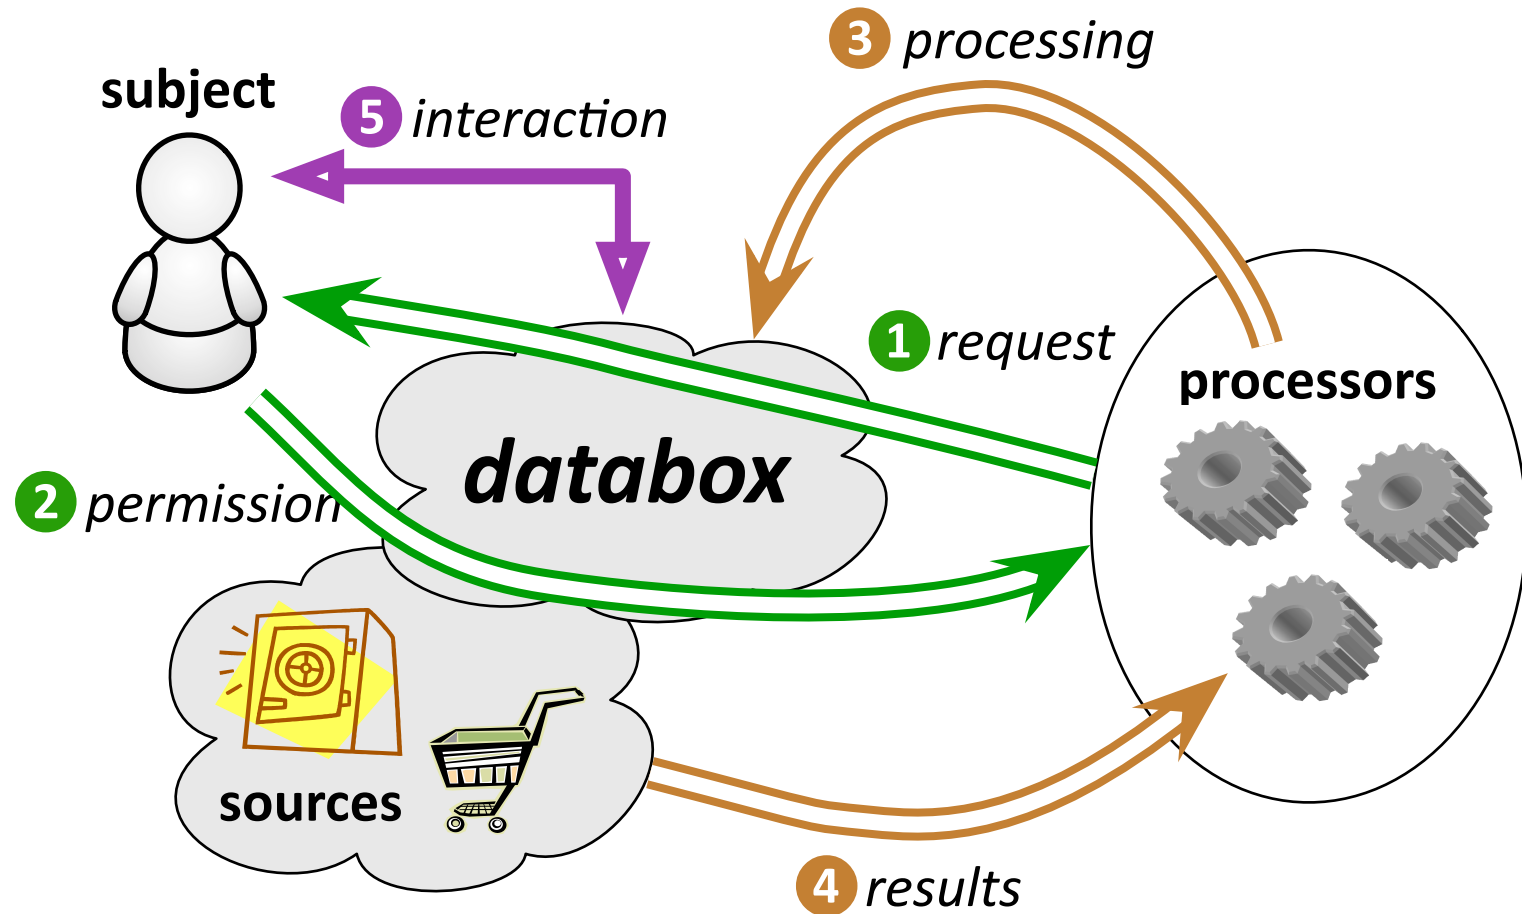 3 processing
subject
5 interaction
1 request
processors
databox
2 permission
sources
4 results